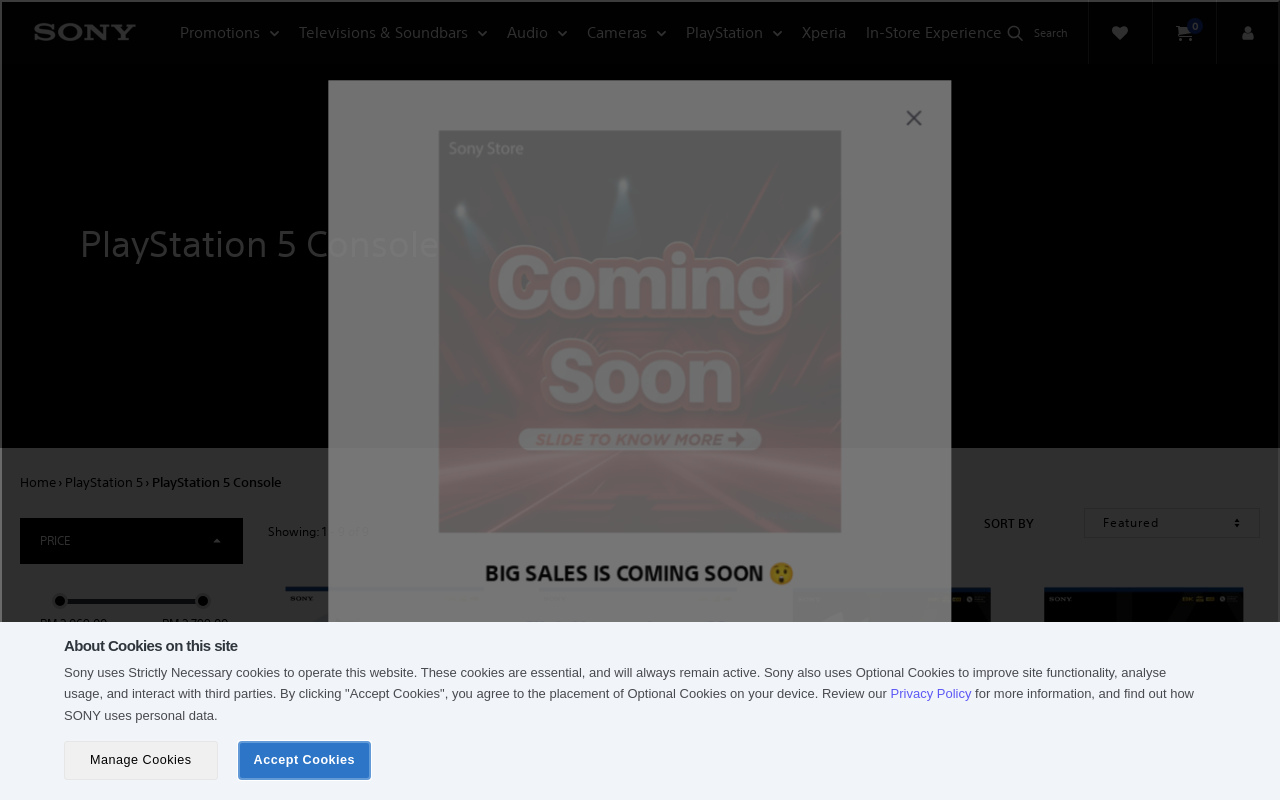 SONY
Promotions
Televisions & Soundbars
Audio
Cameras
PlayStation
Xperia
In-Store Experience
Search
0
Sony Store
Coming
Soon
SLIDE TO KNOW MORE
PlayStation 5 Console
Home › PlayStation 5 › PlayStation 5 Console
PRICE
Showing: 1
SORT BY
Featured
BIG SALES IS COMING SOON 😲
SONY
SONY
About Cookies on this site
Sony uses Strictly Necessary cookies to operate this website. These cookies are essential, and will always remain active. Sony also uses Optional Cookies to improve site functionality, analyse
usage, and interact with third parties. By clicking "Accept Cookies", you agree to the placement of Optional Cookies on your device. Review our Privacy Policy for more information, and find out how
SONY uses personal data.
Manage Cookies
Accept Cookies